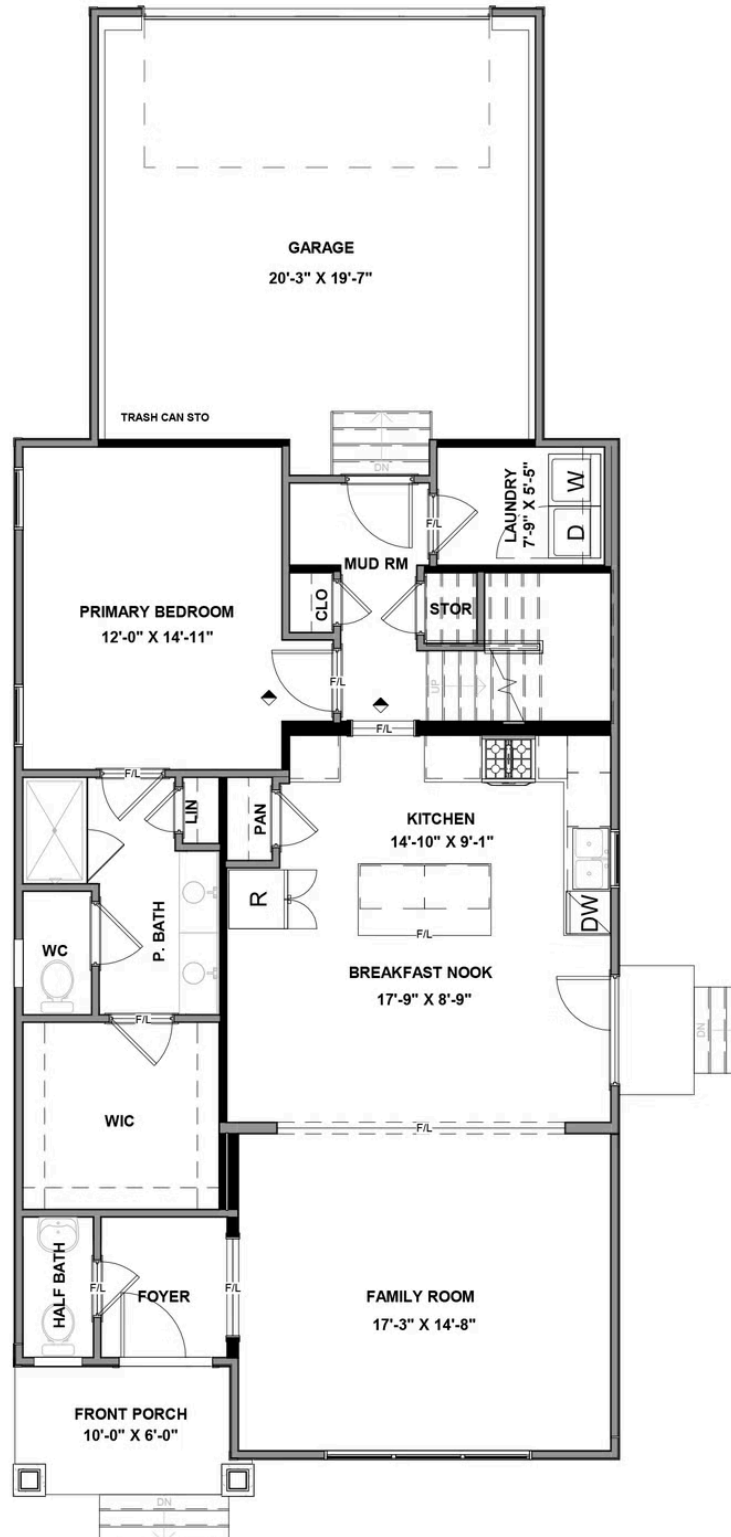 GARAGE
20'-3" X 19'-7"
TRASH CAN STO
DN
LAUNDRY
7'-9" X 5'-5"
W
D
F/L
MUD RM
CLO
STOR
PRIMARY BEDROOM
12'-0" X 14'-11"
F/L
UP
F/L
F/L
LIN
PAN
KITCHEN
14'-10" X 9'-1"
R
DW
F/L
P. BATH
WC
BREAKFAST NOOK
17'-9" X 8'-9"
DN
F/L
WIC
F/L
HALF BATH
F/L
FOYER
F/L
FAMILY ROOM
17'-3" X 14'-8"
FRONT PORCH
10'-0" X 6'-0"
DN